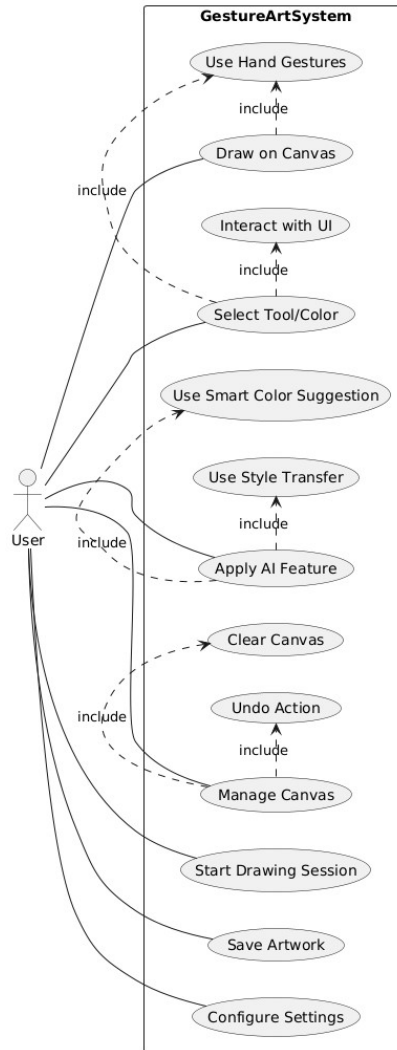 GestureArtSystem
Use Hand Gestures
include
Draw on Canvas
include
Interact with UI
include
Select Tool/Color
Use Smart Color Suggestion
Use Style Transfer
User
include
include
Apply AI Feature
Clear Canvas
Undo Action
include
include
Manage Canvas
Start Drawing Session
Save Artwork
Configure Settings